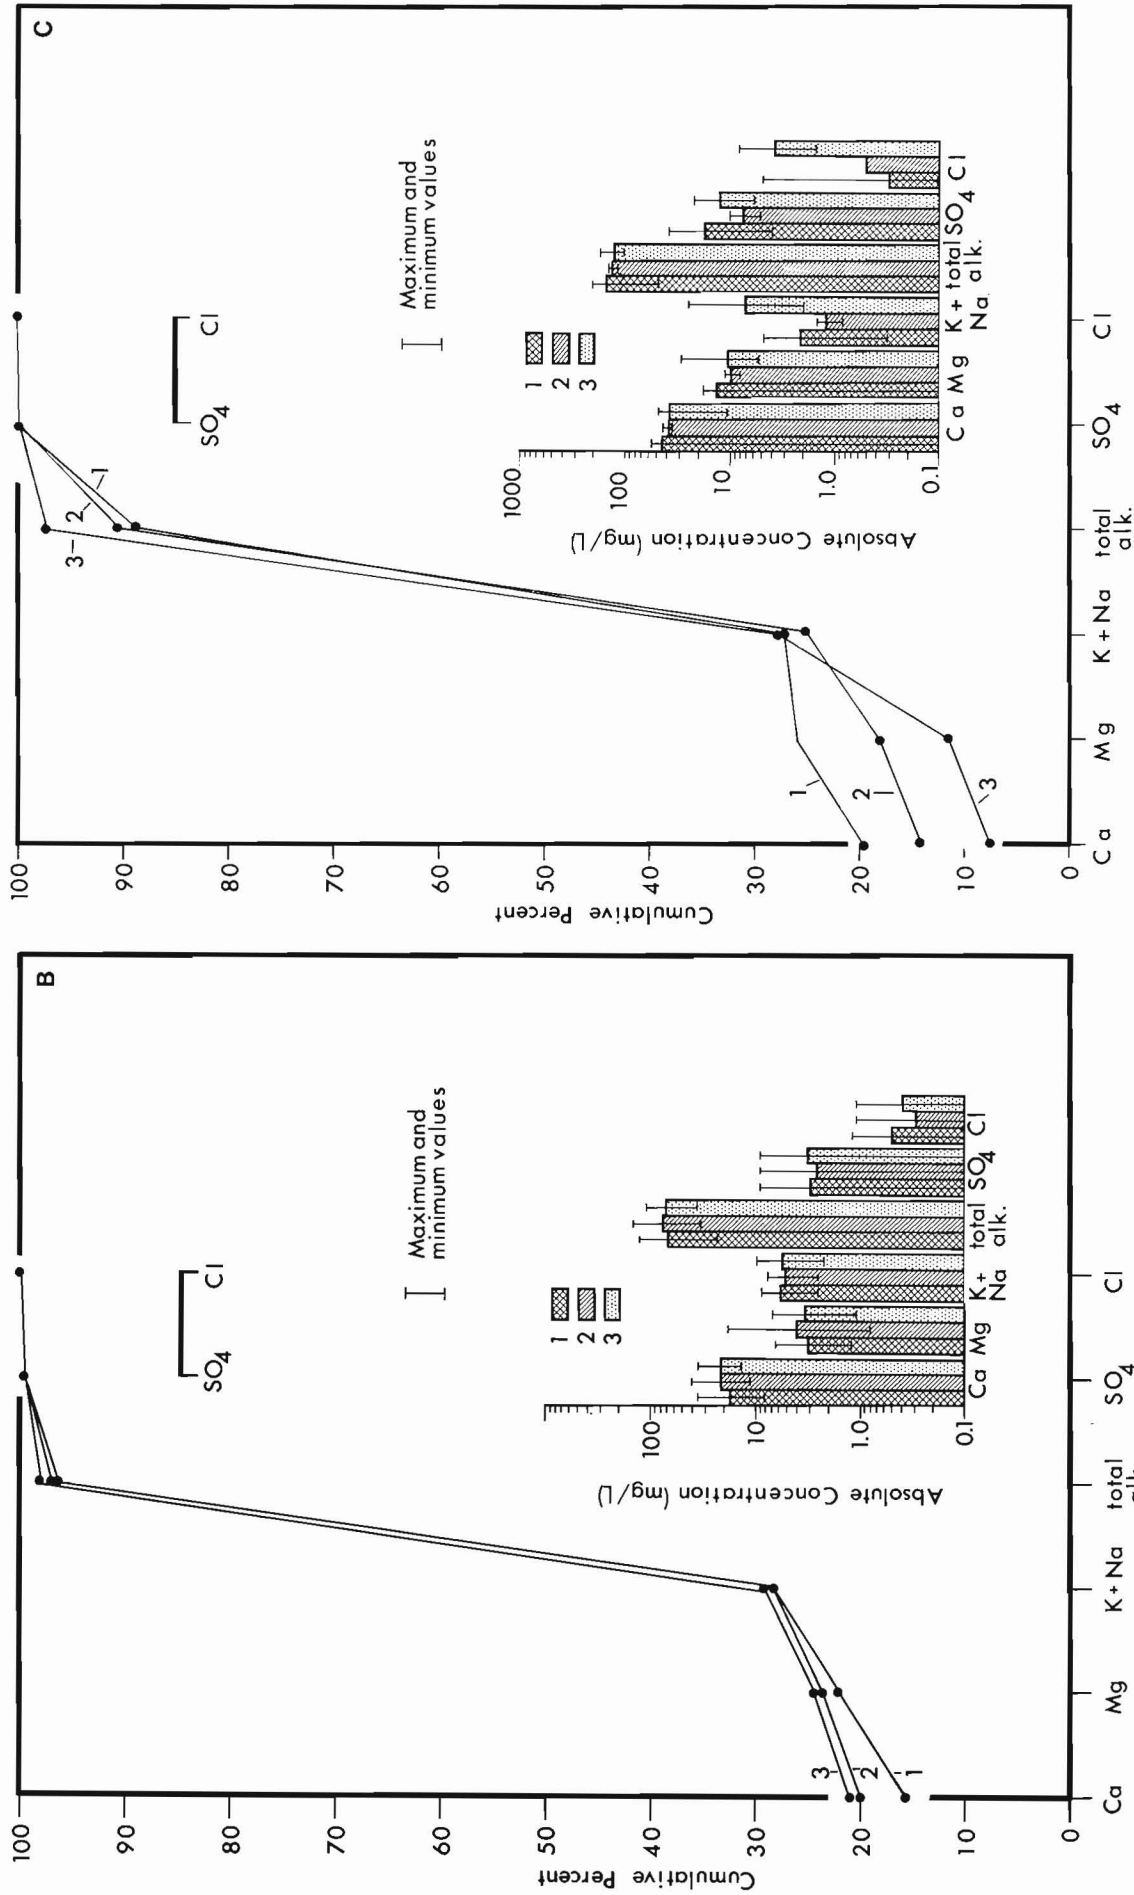 B
Cumulative Percent
100
90
80
70
60
50
40
30
20
10
0
Ca
Mg
K+Na
total
alk.
SO4
Cl
3
2
1
SO4
Cl
Maximum and
minimum values
1
2
3
Absolute Concentration (mg/L)
100
10
1.0
0.1
Ca
Mg
K+
Na
total
alk.
SO4
Cl
C
Cumulative Percent
100
90
80
70
60
50
40
30
20
10
0
Ca
Mg
K+Na
total
alk.
SO4
Cl
1
2
3
3
2
1
SO4
Cl
Maximum and
minimum values
1
2
3
Absolute Concentration (mg/L)
1000
100
10
1.0
0.1
Ca
Mg
K+
Na
total
alk.
SO4
Cl